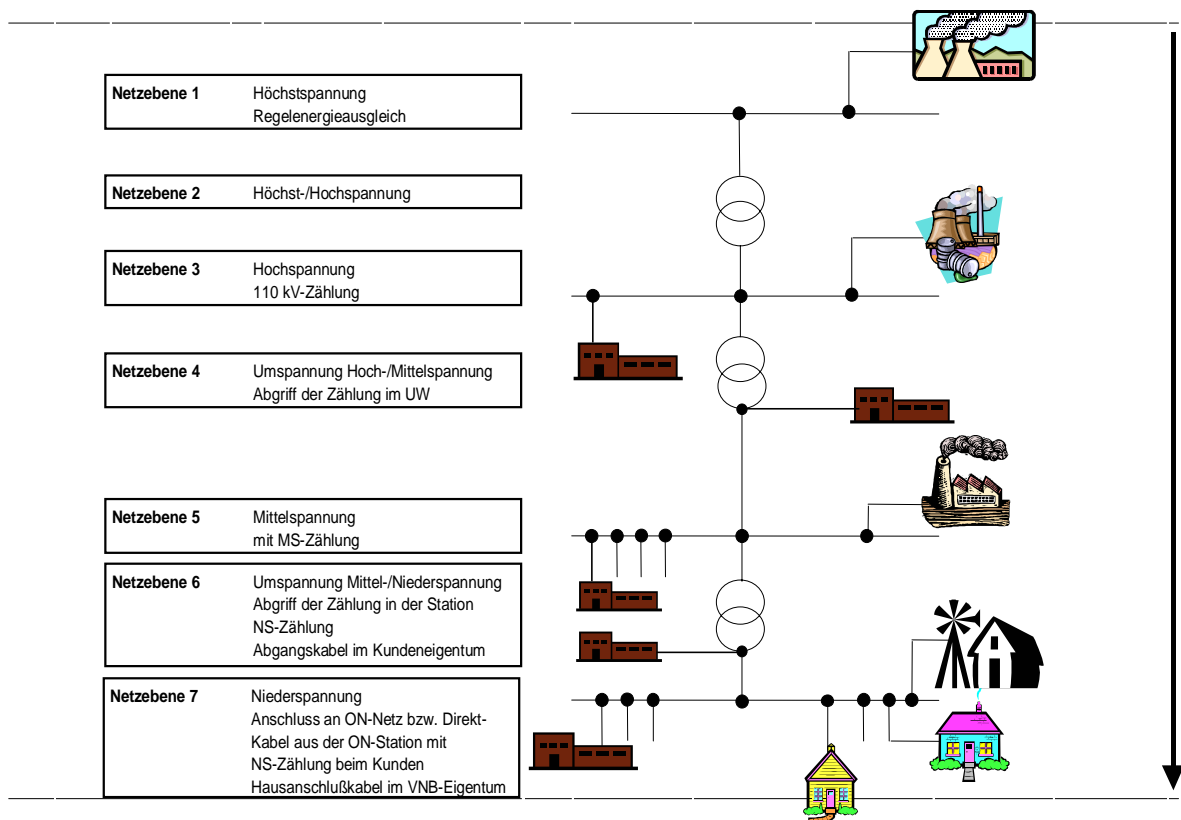 Netzebene 1 Höchstspannung
Regelenergieausgleich
Netzebene 2 Höchst-/Hochspannung
Netzebene 3 Hochspannung
110 kV-Zählung
Netzebene 4 Umspannung Hoch-/Mittelspannung
Abgriff der Zählung im UW
Netzebene 5 Mittelspannung
mit MS-Zählung
Netzebene 6 Umspannung Mittel-/Niederspannung
Abgriff der Zählung in der Station
NS-Zählung
Abgangskabel im Kundeneigentum
Netzebene 7 Niederspannung
Anschluss an ON-Netz bzw. Direkt-
Kabel aus der ON-Station mit
NS-Zählung beim Kunden
Hausanschlußkabel im VNB-Eigentum